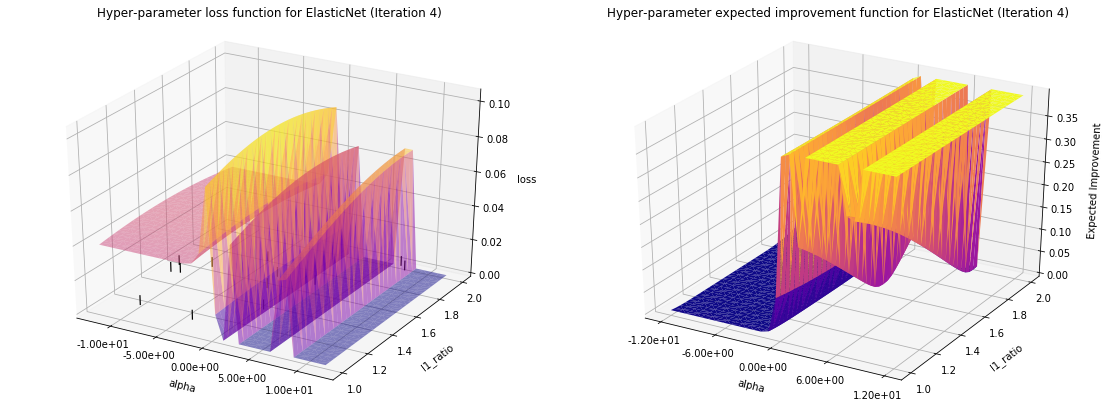 Hyper-parameter loss function for ElasticNet (Iteration 4)
0.10
0.08
0.06
loss
0.04
0.02
0.00
2.0
1.8
1.6
1.4
1.2
1.0
l1_ratio
-1.00e+01
-5.00e+00
0.00e+00
5.00e+00
1.00e+01
alpha
Hyper-parameter expected improvement function for ElasticNet (Iteration 4)
0.35
0.30
0.25
0.20
0.15
0.10
0.05
0.00
Expected Improvement
2.0
1.8
1.6
1.4
1.2
1.0
l1_ratio
-1.20e+01
-6.00e+00
0.00e+00
6.00e+00
1.20e+01
alpha